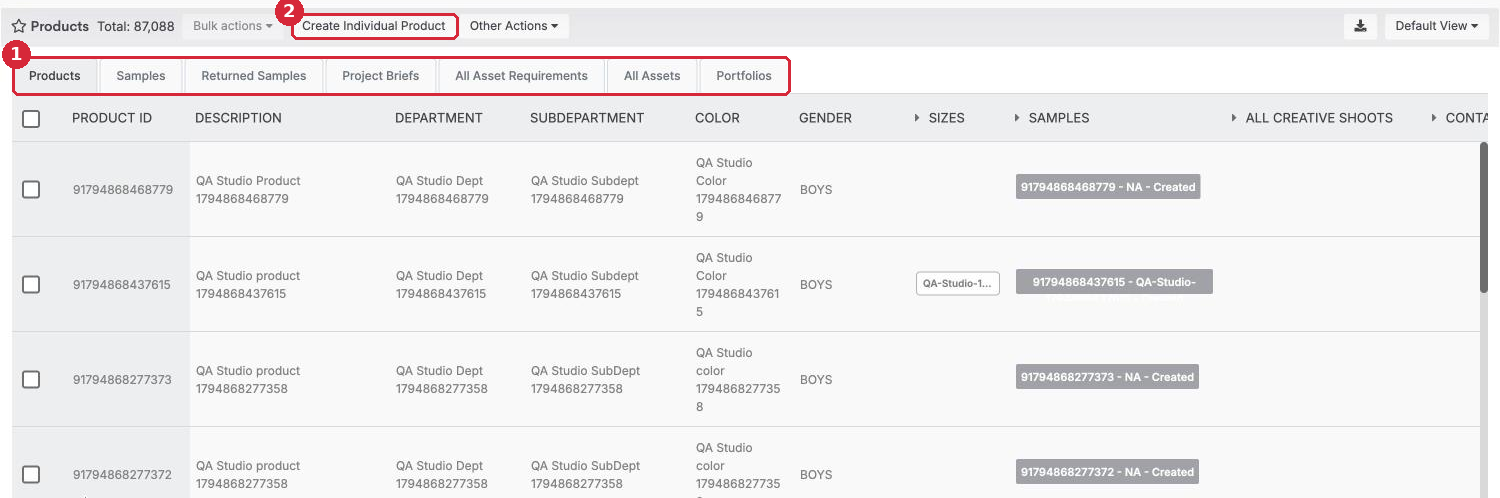 2
Products Total: 87,088 Bulk actions Create Individual Product Other Actions Default View
1
Products Samples Returned Samples Project Briefs All Asset Requirements All Assets Portfolios
PRODUCT ID DESCRIPTION DEPARTMENT SUBDEPARTMENT COLOR GENDER SIZES SAMPLES ALL CREATIVE SHOOTS CONTA
91794868468779
QA Studio Product
1794868468779
QA Studio Dept
1794868468779
QA Studio Subdept
1794868468779
QA Studio
Color
179486846877
9
BOYS
91794868468779 - NA - Created
91794868437615
QA Studio product
1794868437615
QA Studio Dept
1794868437615
QA Studio Subdept
1794868437615
QA Studio
Color
179486843761
5
BOYS
QA-Studio-1...
91794868437615 - QA-Studio-
91794868277373
QA Studio product
1794868277358
QA Studio Dept
1794868277358
QA Studio SubDept
1794868277358
QA Studio
color
179486827735
8
BOYS
91794868277373 - NA - Created
91794868277372
QA Studio product
1794868277358
QA Studio Dept
1794868277358
QA Studio SubDept
1794868277358
QA Studio
color
179486827735
BOYS
91794868277372 - NA - Created